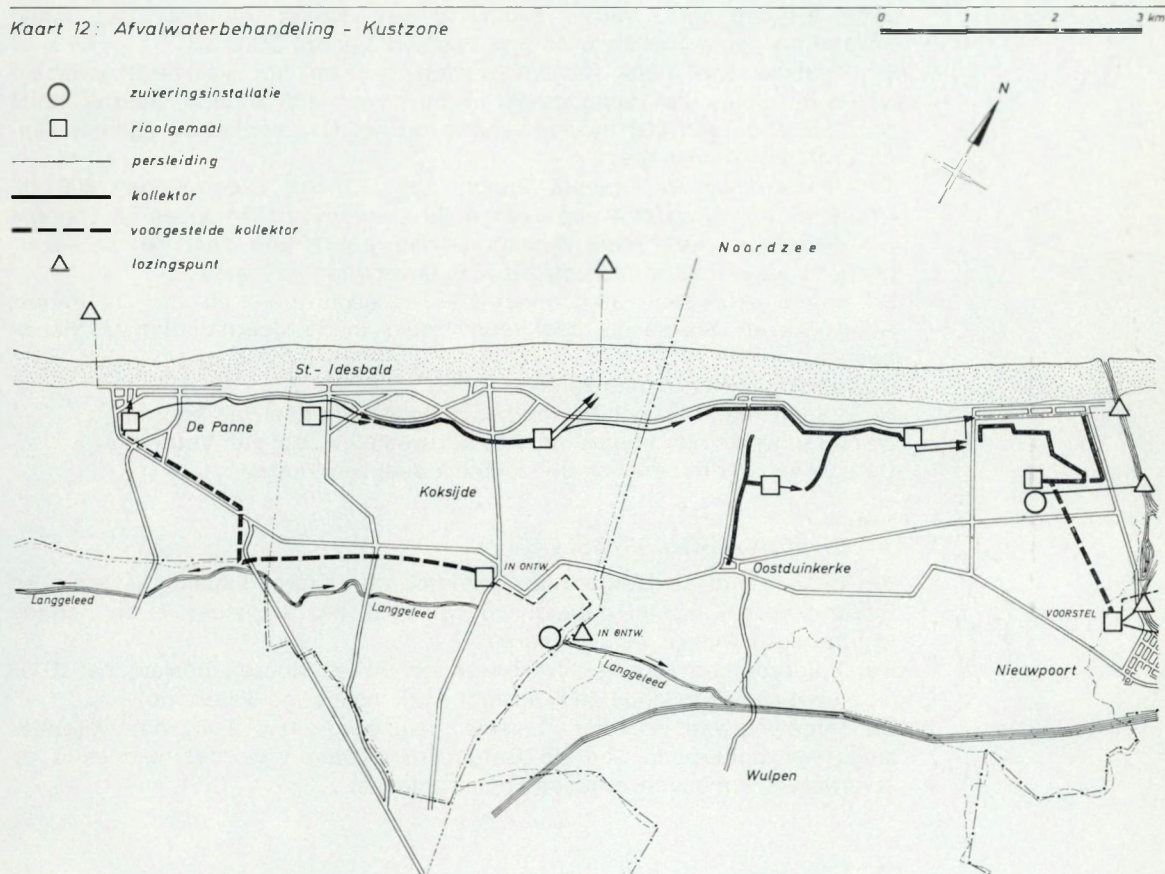 Kaart 12: Afvalwaterbehandeling - Kustzone
0 1 2 3 km
zuiveringsinstallatie
rioolgemaal
persleiding
kollektor
voorgestelde kollektor
lozingspunt
N
Noordzee
St.-Idesbald
De Panne
Koksijde
IN ONTW.
Oostduinkerke
Langgeleed
Langgeleed
VOORSTEL
IN ONTW.
Langgeleed
Nieuwpoort
Wulpen